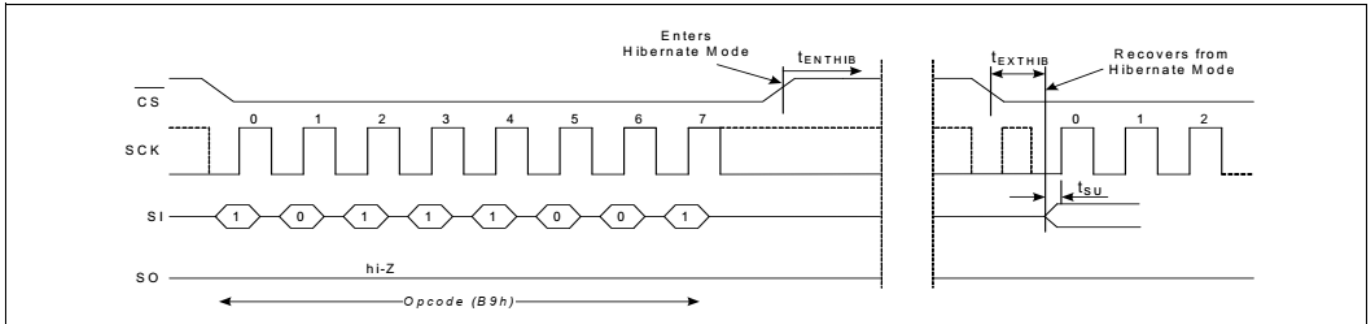 Enters
Hibernate Mode
tENTHIB
tEXTHIB
Recovers from
Hibernate Mode
CS
0 1 2 3 4 5 6 7 0 1 2
SCK
tSU
SI 1 0 1 1 1 0 0 1
hi-Z
SO
Opcode (B9h)